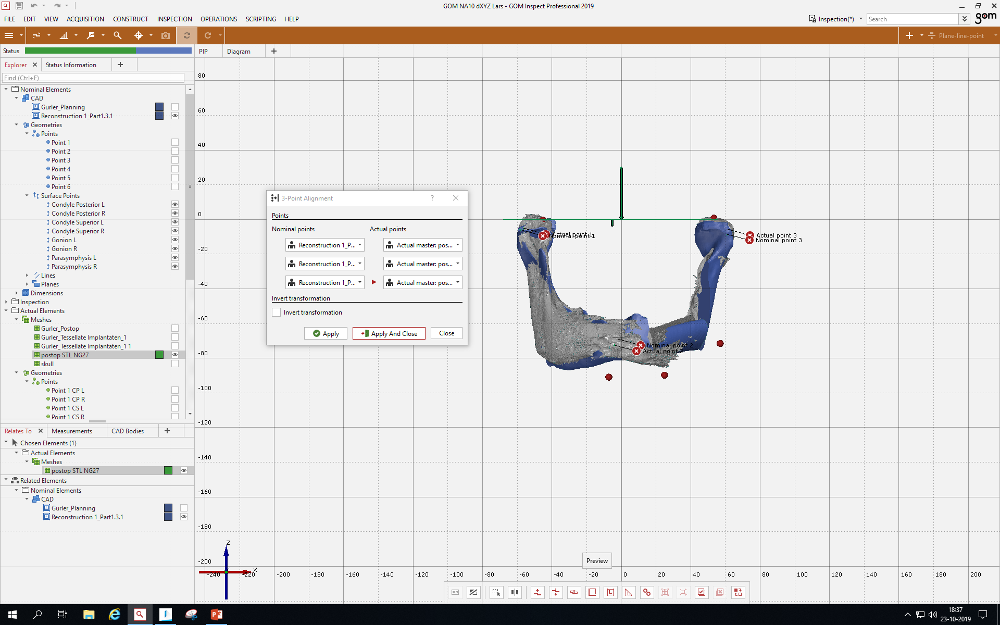 GOM NA10 dXYZ Lars - GOM Inspect Professional 2019
FILE EDIT VIEW ACQUISITION CONSTRUCT INSPECTION OPERATIONS SCRIPTING HELP
Inspection(*) Search gom
Plane-line-point
Status
PIP Diagram
Explorer Status Information
Find (Ctrl+F)
Nominal Elements
CAD
Gurler_Planning
Reconstruction 1_Part1.3.1
Geometries
Points
Point 1
Point 2
Point 3
Point 4
Point 5
Point 6
Surface Points
Condyle Posterior L
Condyle Posterior R
Condyle Superior L
Condyle Superior R
Gonion L
Gonion R
Parasymphysis L
Parasymphysis R
Lines
Planes
Dimensions
Inspection
Actual Elements
Meshes
Gurler_Postop
Gurler_Tessellate Implantaten_1
Gurler_Tessellate Implantaten_1 1
postop STL NG27
skull
Geometries
Points
Point 1 CP L
Point 1 CP R
Point 1 CS L
Point 1 CS R
Relates To Measurements CAD Bodies
Chosen Elements (1)
Actual Elements
Meshes
postop STL NG27
Related Elements
Nominal Elements
CAD
Gurler_Planning
Reconstruction 1_Part1.3.1
3-Point Alignment ?
Points
Nominal points Actual points
Reconstruction 1_P... Actual master: pos...
Reconstruction 1_P... Actual master: pos...
Reconstruction 1_P... Actual master: pos...
Invert transformation
Invert transformation
Apply Apply And Close Close
80
60
40
20
0
-20
-40
-60
-80
-100
-120
-140
-160
-180
-200
Actual point 1
Nominal point 1
Actual point 3
Nominal point 3
Nominal point 2
Actual point 2
Z
X
Preview
-240 -220 -200 -180 -160 -140 -120 -100 -80 -60 -40 -20 0 20 40 60 80 100 120 140 160 180 200
18:37
23-10-2019